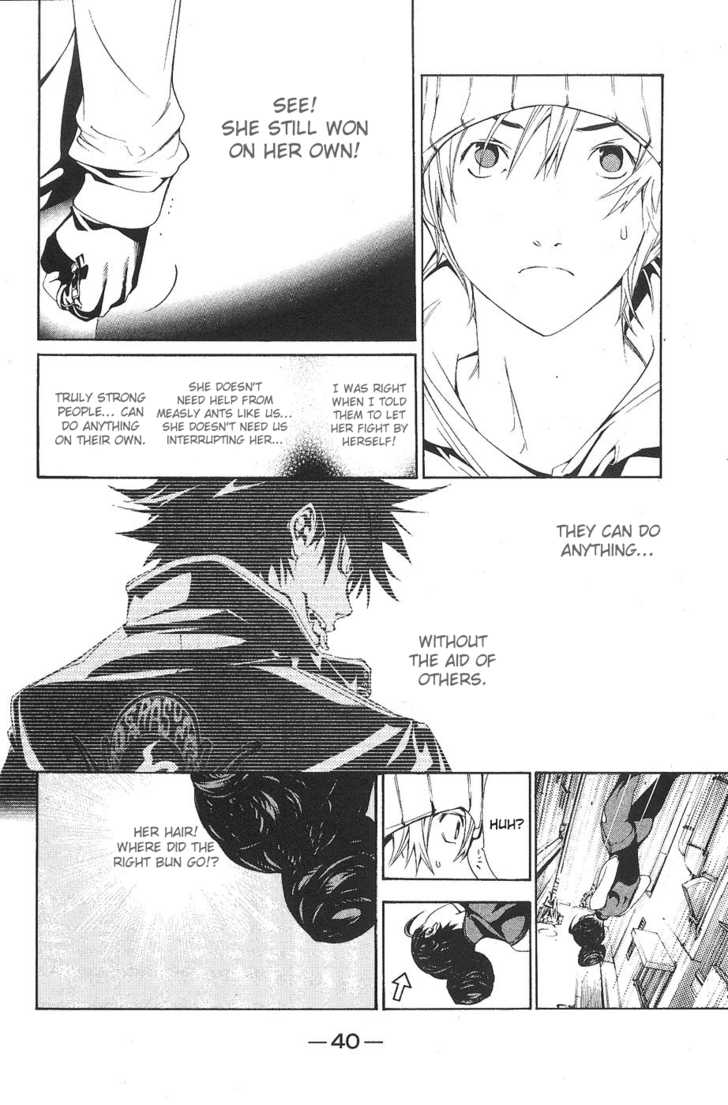 SEE!
SHE STILL WON
ON HER OWN!
I WAS RIGHT
WHEN I TOLD
THEM TO LET
HER FIGHT BY
HERSELF!
SHE DOESN'T
NEED HELP FROM
MEASLY ANTS LIKE US...
SHE DOESN'T NEED US
INTERRUPTING HER...
TRULY STRONG
PEOPLE... CAN
DO ANYTHING
ON THEIR OWN.
THEY CAN DO
ANYTHING...
WITHOUT
THE AID OF
OTHERS.
HUH?
HER HAIR!
WHERE DID THE
RIGHT BUN GO!?
—40—